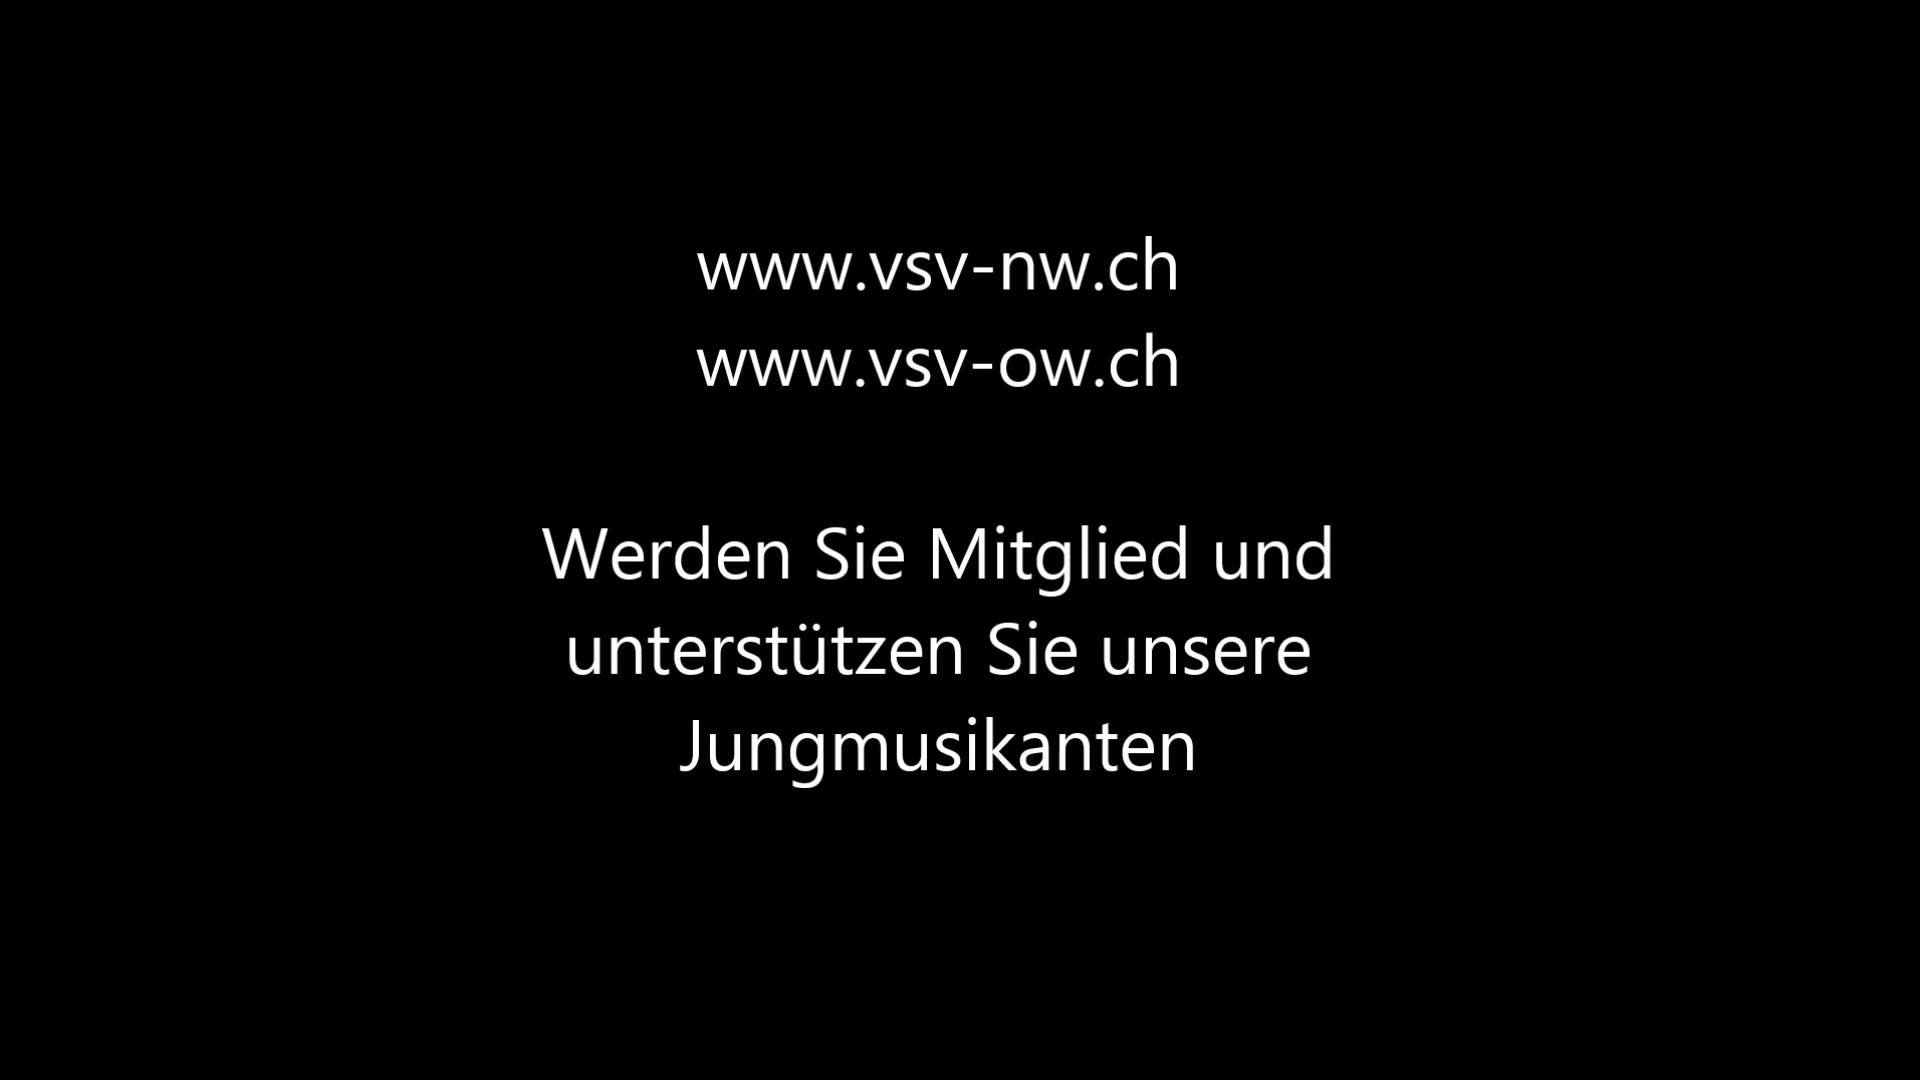 www.vsv-nw.ch
www.vsv-ow.ch
Werden Sie Mitglied und
unterstützen Sie unsere
Jungmusikanten